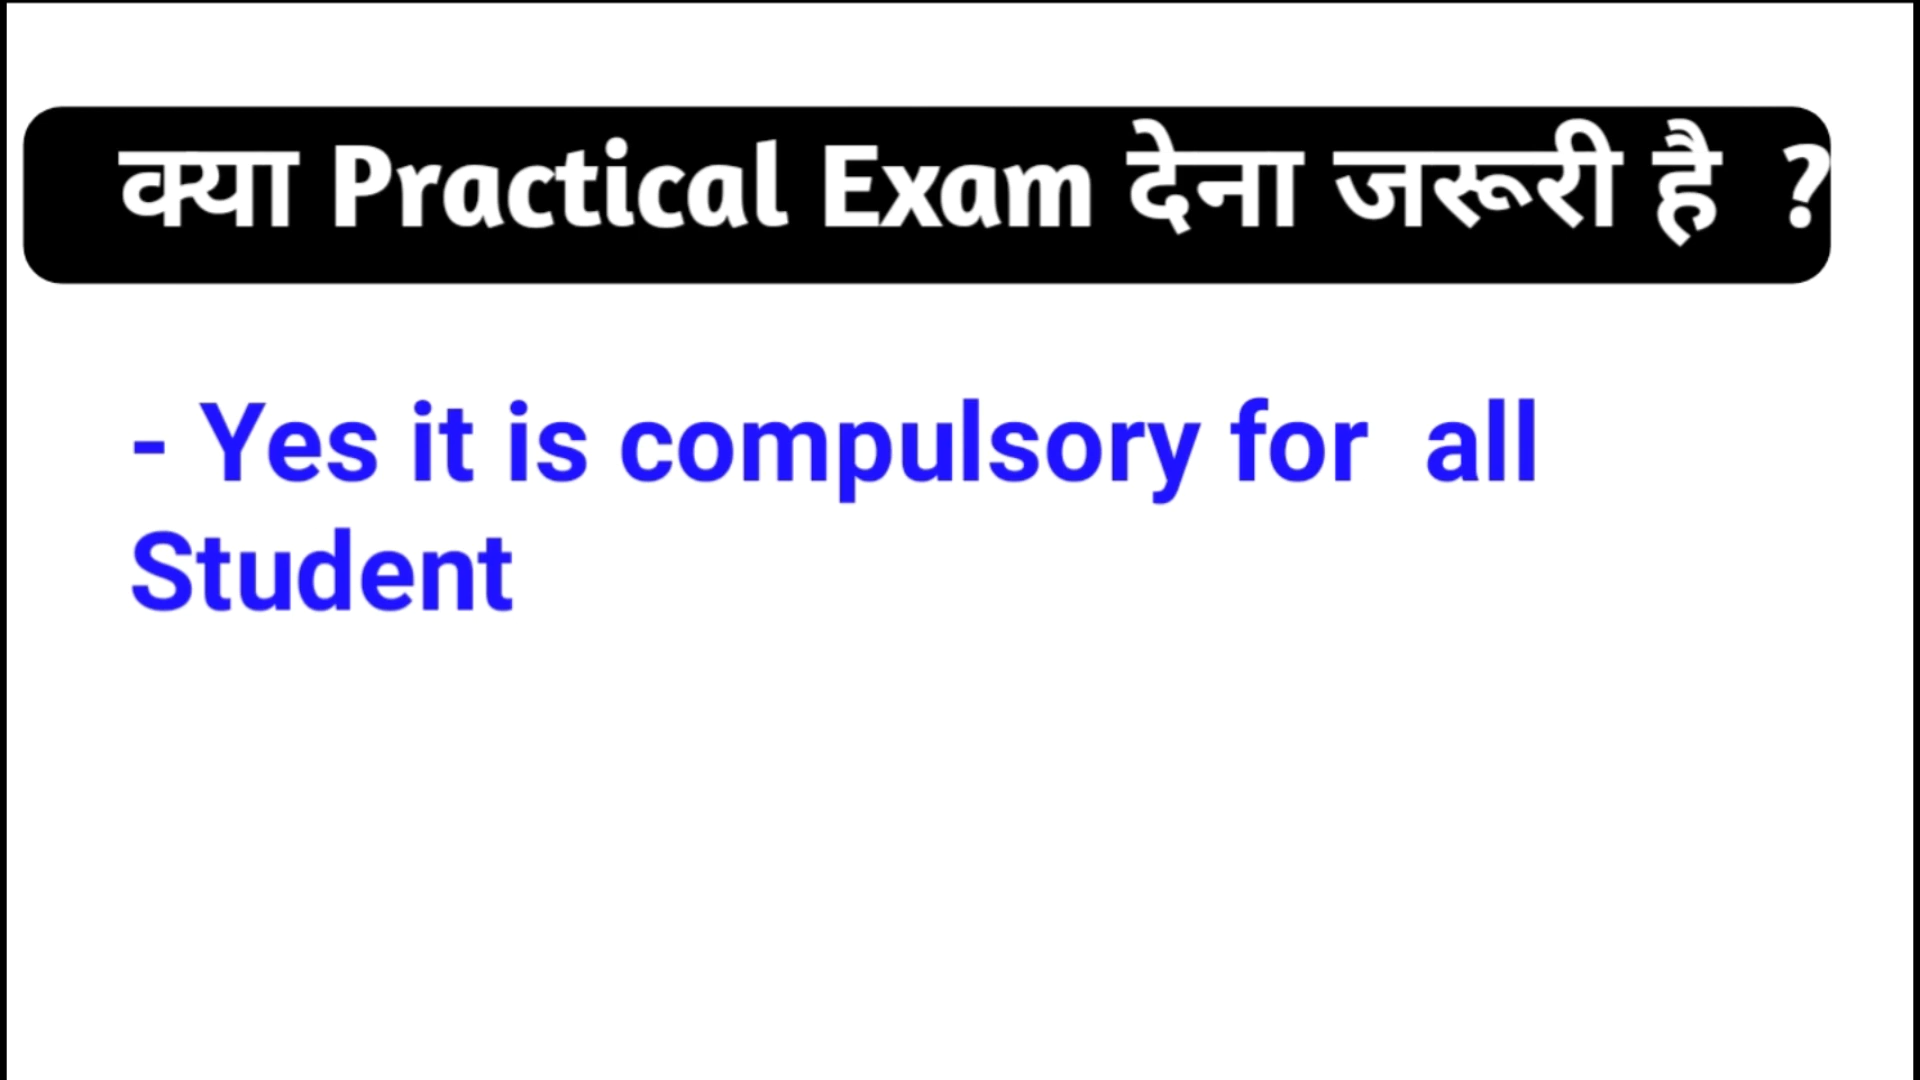 क्या Practical Exam देना जरूरी है ?
- Yes it is compulsory for all
Student